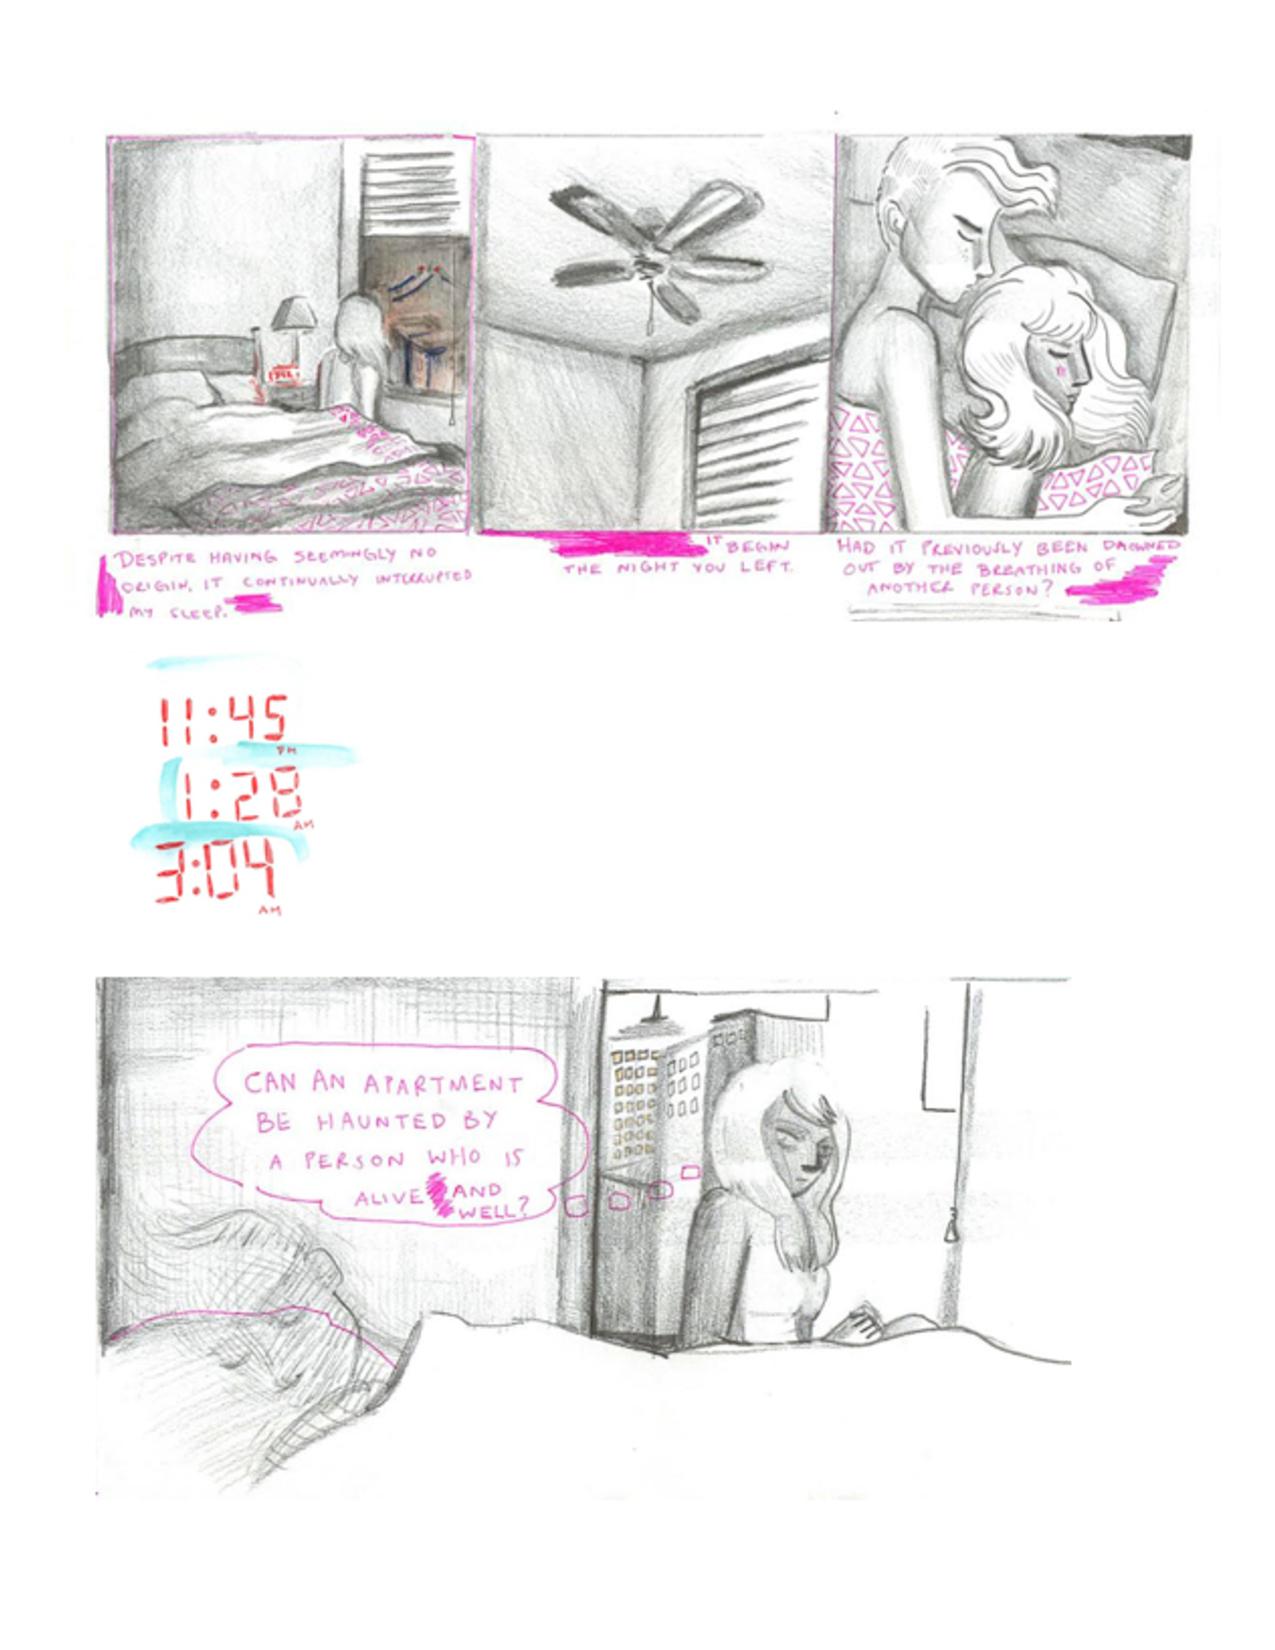 DESPITE HAVING SEEMINGLY NO
ORIGIN, IT CONTINUALLY INTERRUPTED
MY SLEEP.
IT BEGIN
THE NIGHT YOU LEFT.
HAD IT PREVIOUSLY BEEN DROWNED
OUT BY THE BREATHING OF
ANOTHER PERSON?
11:45
PM
1:28
AM
3:04
AM
CAN AN APARTMENT
BE HAUNTED BY
A PERSON WHO IS
ALIVE AND
WELL?